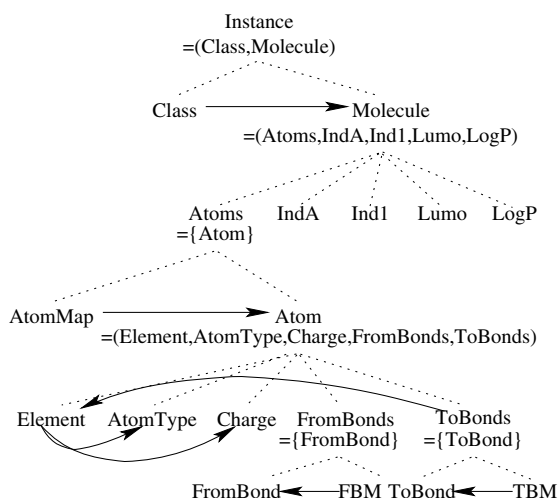 Instance
=(Class,Molecule)
Class Molecule
=(Atoms,IndA,Ind1,Lumo,LogP)
Atoms IndA Ind1 Lumo LogP
={Atom}
AtomMap Atom
=(Element,AtomType,Charge,FromBonds,ToBonds)
Element AtomType Charge FromBonds ToBonds
={FromBond} ={ToBond}
FromBond FBM ToBond TBM